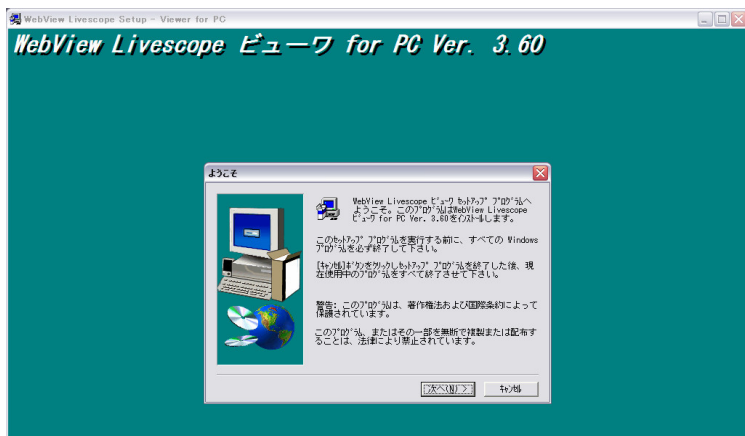 WebView Livescope Setup - Viewer for PC
WebView Livescope ビューワ for PC Ver. 3.60
ようこそ
WebView Livescope ﾋﾞｭｰﾜ ｾｯﾄｱｯﾌﾟ ﾌﾟﾛｸﾞﾗﾑへ
ようこそ。このﾌﾟﾛｸﾞﾗﾑはWebView Livescope
ﾋﾞｭｰﾜ for PC Ver. 3.60をｲﾝｽﾄｰﾙします。
このｾｯﾄｱｯﾌﾟ ﾌﾟﾛｸﾞﾗﾑを実行する前に、すべての Windows
ﾌﾟﾛｸﾞﾗﾑを必ず終了して下さい。
[ｷｬﾝｾﾙ]ﾎﾞﾀﾝをｸﾘｯｸしｾｯﾄｱｯﾌﾟ ﾌﾟﾛｸﾞﾗﾑを終了した後、現
在使用中のﾌﾟﾛｸﾞﾗﾑをすべて終了させて下さい。
警告: このﾌﾟﾛｸﾞﾗﾑは、著作権法および国際条約によって
保護されています。
このﾌﾟﾛｸﾞﾗﾑ、またはその一部を無断で複製または配布す
ることは、法律により禁止されています。
次へ(N) >
ｷｬﾝｾﾙ